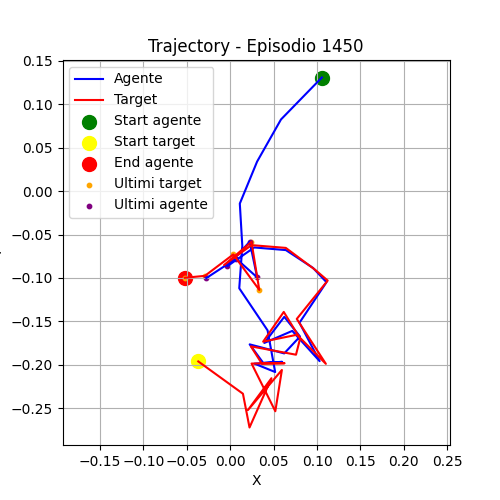 Trajectory - Episodio 1450
Agente
Target
Start agente
Start target
End agente
Ultimi target
Ultimi agente
0.15
0.10
0.05
0.00
−0.05
−0.10
−0.15
−0.20
−0.25
−0.15 −0.10 −0.05 0.00 0.05 0.10 0.15 0.20 0.25
X